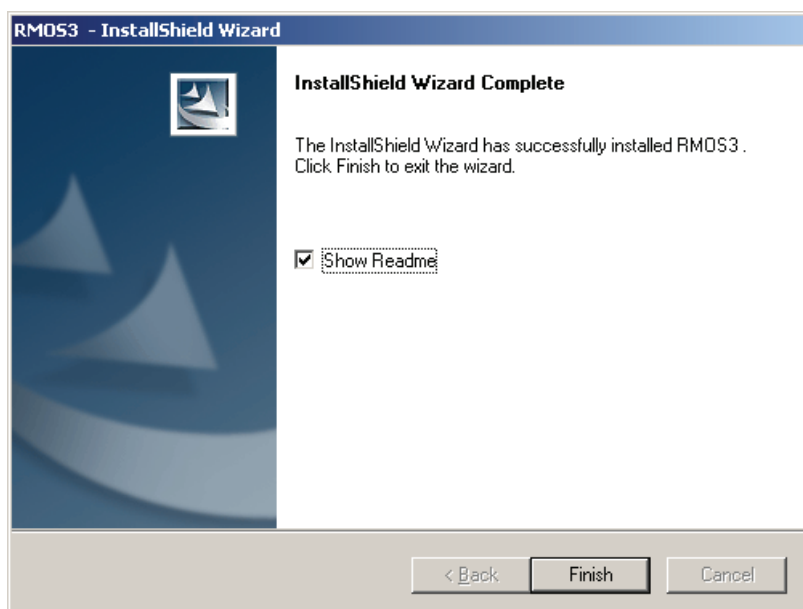 RMOS3 - InstallShield Wizard
InstallShield Wizard Complete
The InstallShield Wizard has successfully installed RMOS3 .
Click Finish to exit the wizard.
Show Readme
< Back Finish Cancel